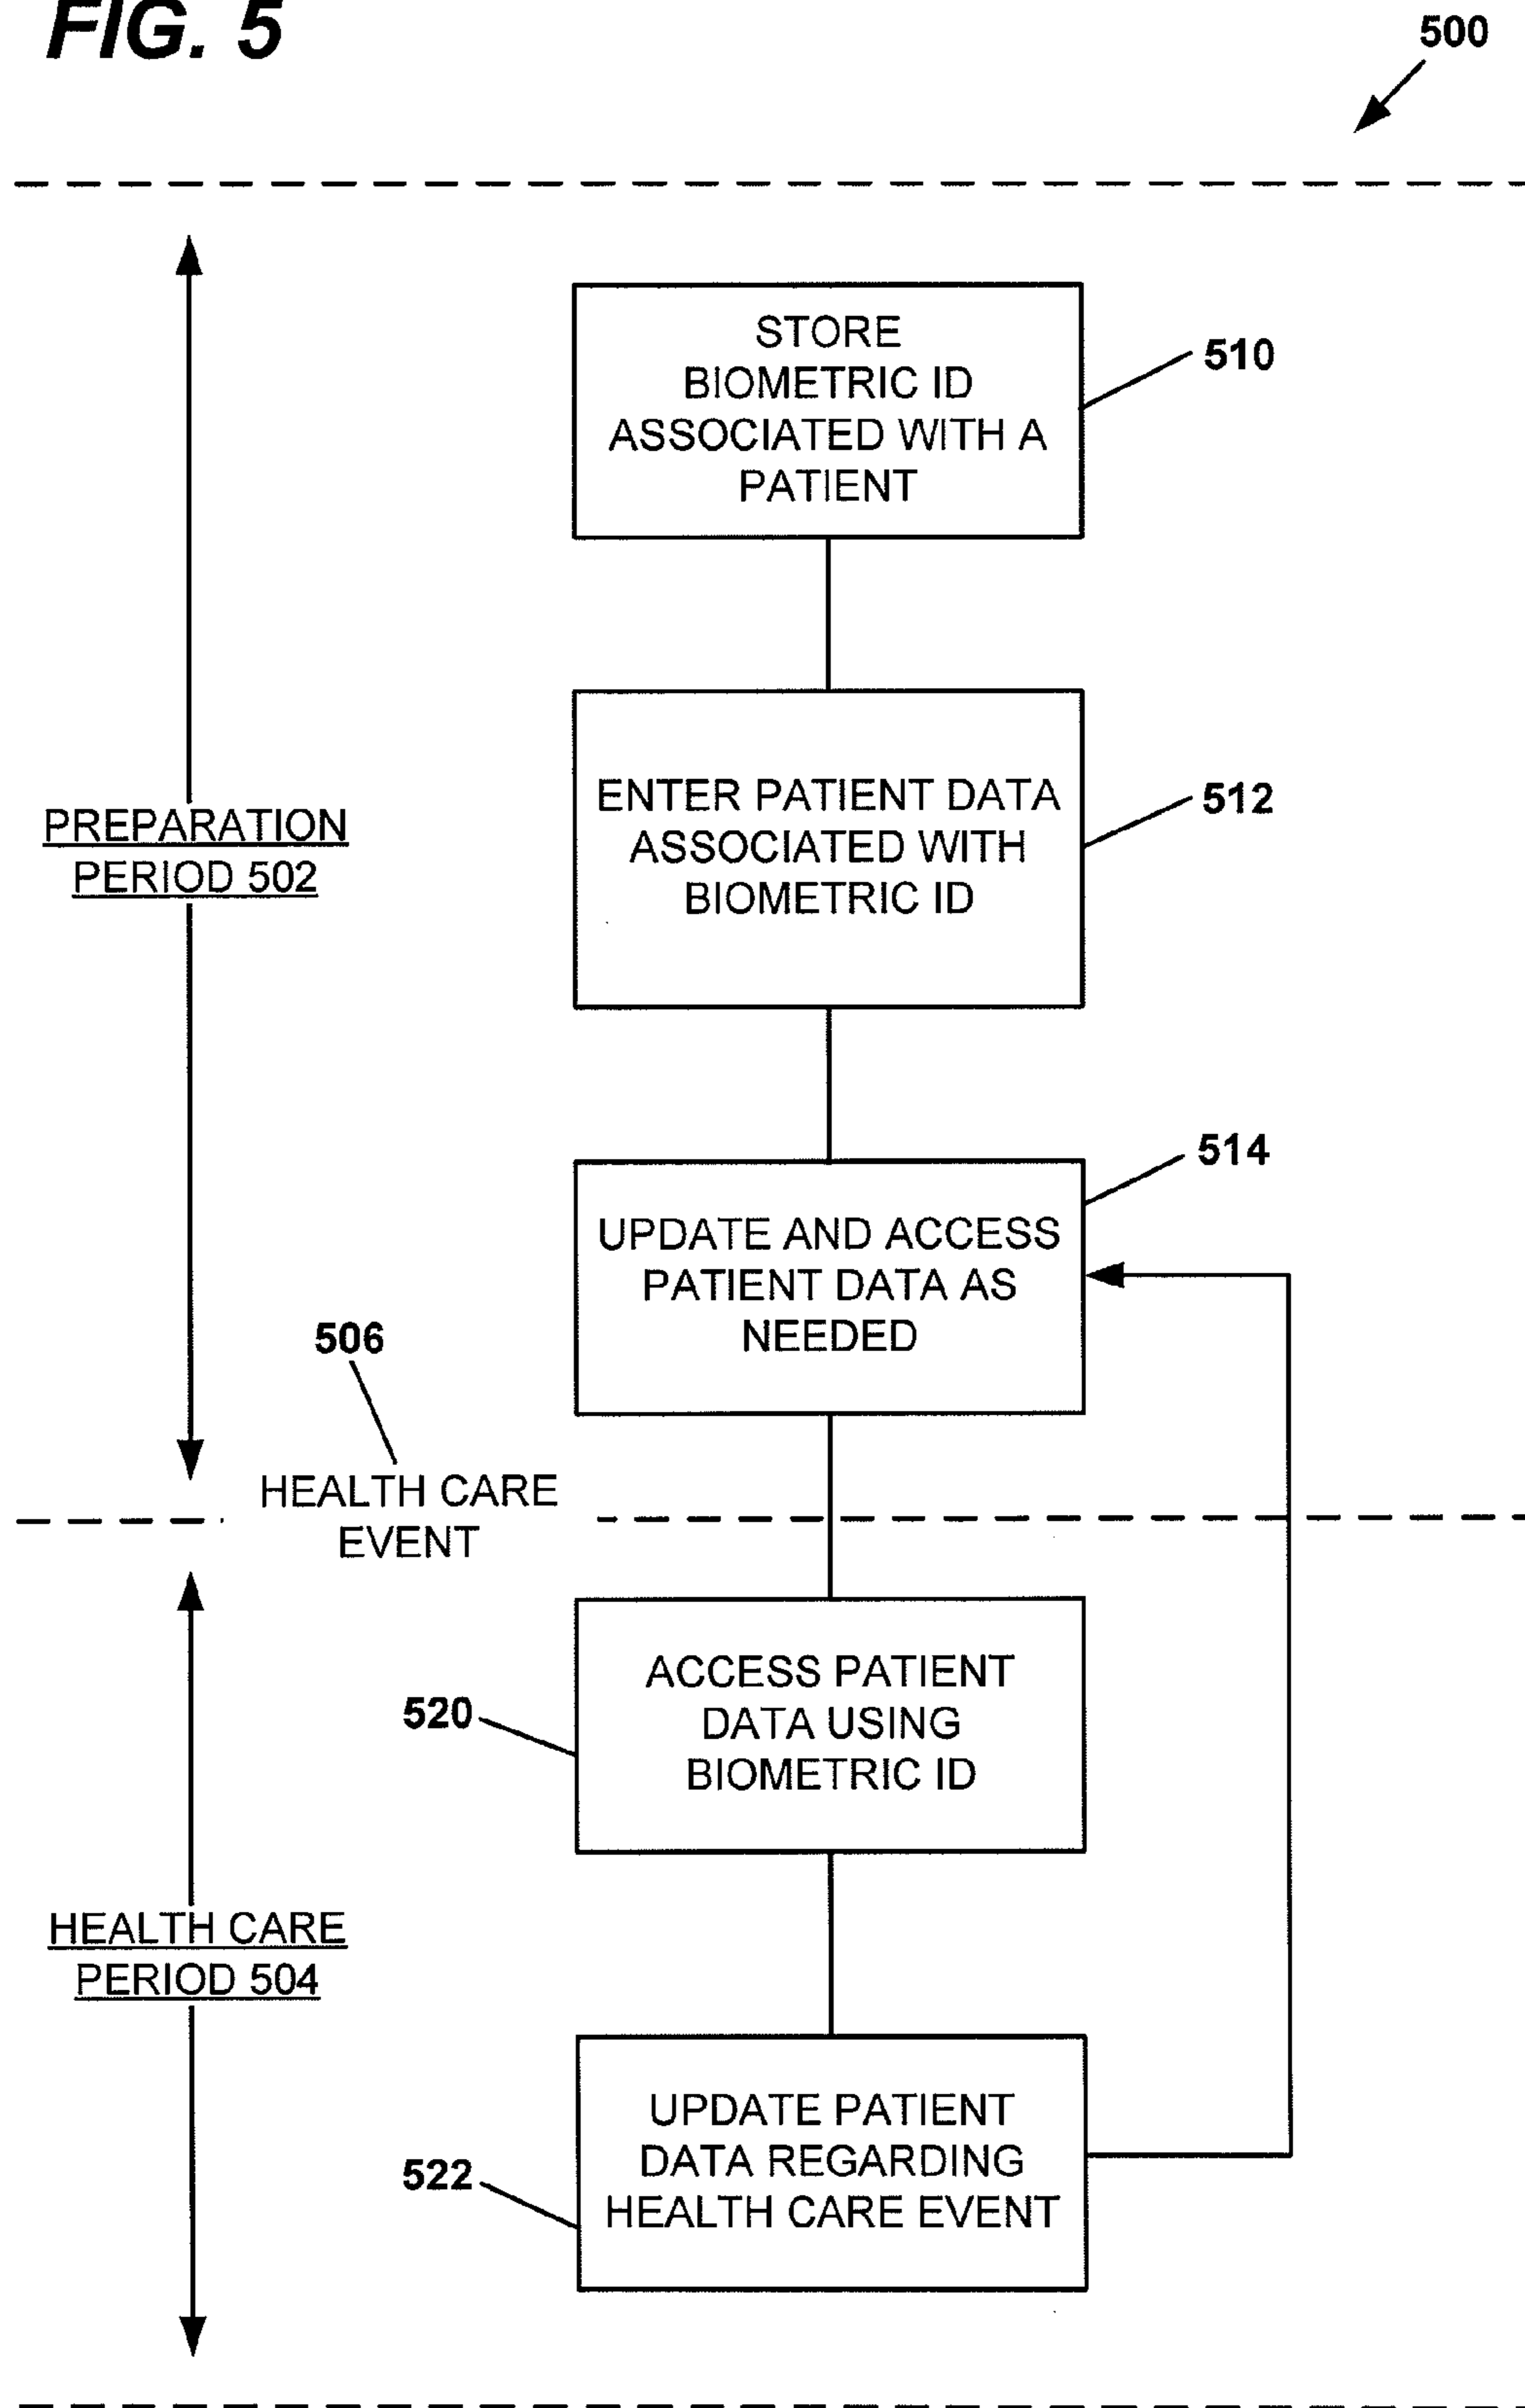 FIG. 5
500
STORE
BIOMETRIC ID
ASSOCIATED WITH A
PATIENT
510
ENTER PATIENT DATA
ASSOCIATED WITH
BIOMETRIC ID
512
PREPARATION
PERIOD 502
514
UPDATE AND ACCESS
PATIENT DATA AS
NEEDED
506
HEALTH CARE
EVENT
ACCESS PATIENT
DATA USING
BIOMETRIC ID
520
HEALTH CARE
PERIOD 504
UPDATE PATIENT
DATA REGARDING
HEALTH CARE EVENT
522